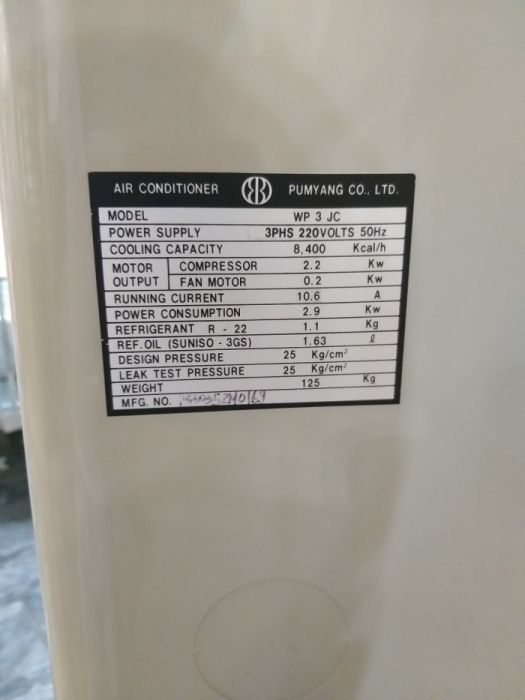 AIR CONDITIONER PUMYANG CO., LTD.
MODEL WP 3 JC
POWER SUPPLY 3PHS 220VOLTS 50Hz
COOLING CAPACITY 8,400 Kcal/h
MOTOR OUTPUT COMPRESSOR 2.2 Kw
FAN MOTOR 0.2 Kw
RUNNING CURRENT 10.6 A
POWER CONSUMPTION 2.9 Kw
REFRIGERANT R - 22 1.1 Kg
REF. OIL (SUNISO - 3GS) 1.63 ℓ
DESIGN PRESSURE 25 Kg/cm²
LEAK TEST PRESSURE 25 Kg/cm²
WEIGHT 125 Kg
MFG. NO.